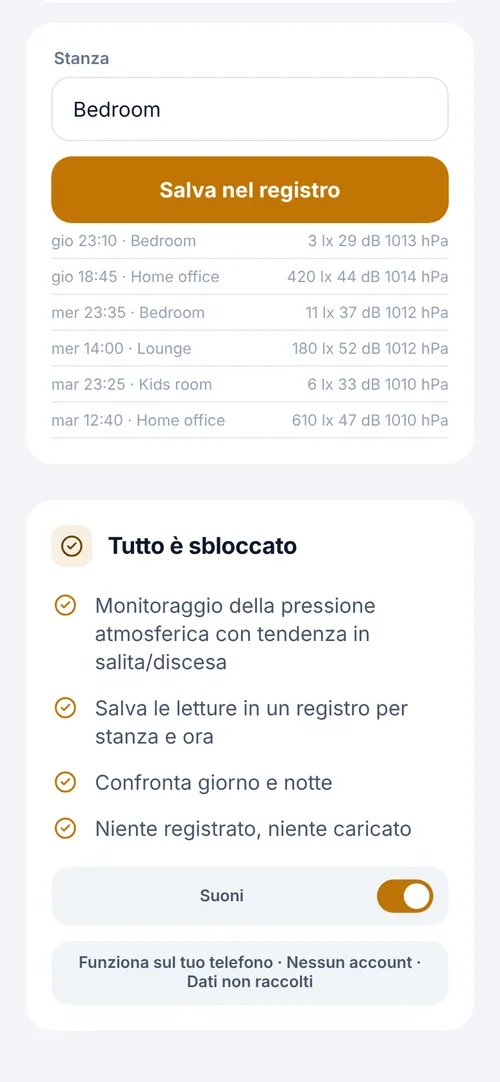 Stanza
Bedroom
Salva nel registro
gio 23:10 · Bedroom 3 lx 29 dB 1013 hPa
gio 18:45 · Home office 420 lx 44 dB 1014 hPa
mer 23:35 · Bedroom 11 lx 37 dB 1012 hPa
mer 14:00 · Lounge 180 lx 52 dB 1012 hPa
mar 23:25 · Kids room 6 lx 33 dB 1010 hPa
mar 12:40 · Home office 610 lx 47 dB 1010 hPa
Tutto è sbloccato
Monitoraggio della pressione
atmosferica con tendenza in
salita/discesa
Salva le letture in un registro per
stanza e ora
Confronta giorno e notte
Niente registrato, niente caricato
Suoni
Funziona sul tuo telefono · Nessun account ·
Dati non raccolti